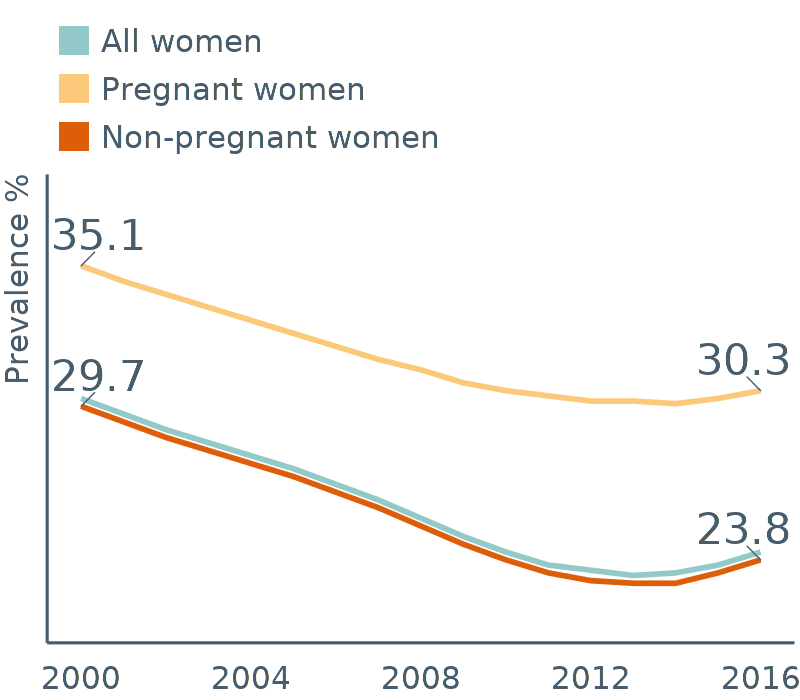 All women
Pregnant women
Non-pregnant women
Prevalence %
35.1
29.7
30.3
23.8
2000 2004 2008 2012 2016